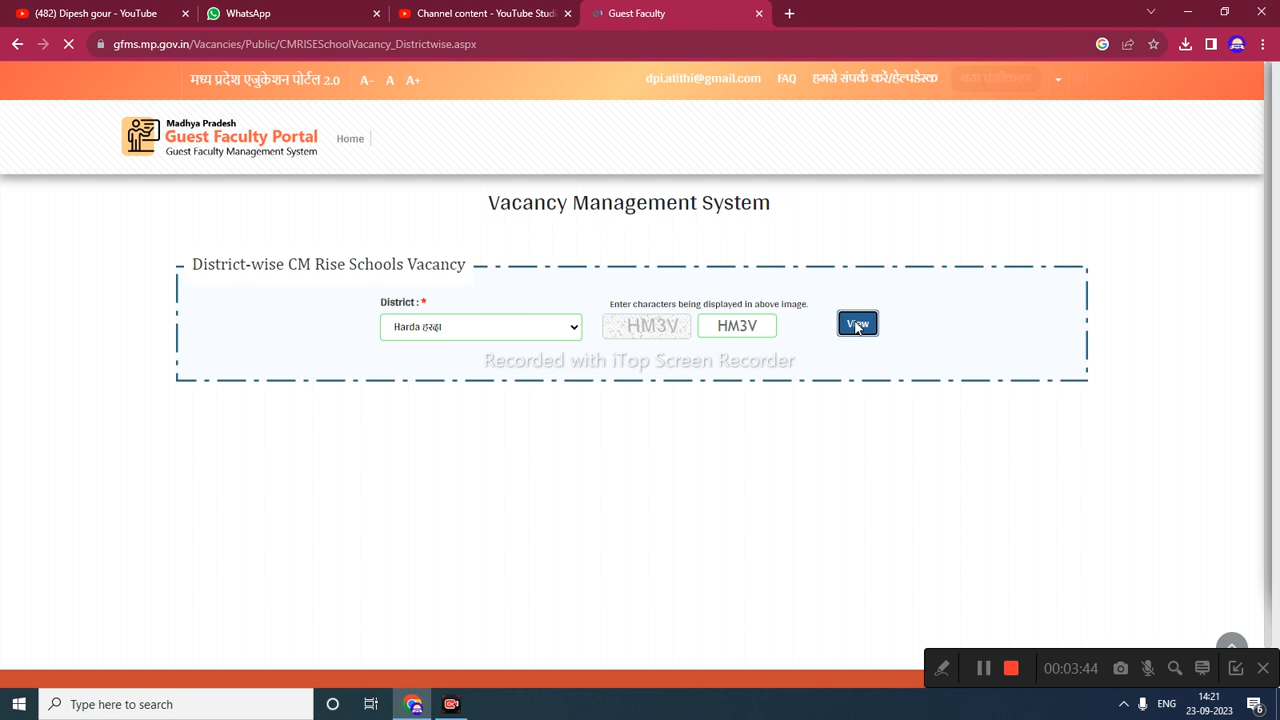 (482) Dipesh gour - YouTube
WhatsApp
Channel content - YouTube Studi
Guest Faculty
gfms.mp.gov.in/Vacancies/Public/CMRISESchoolVacancy_Districtwise.aspx
मध्य प्रदेश एजुकेशन पोर्टल 2.0 A- A A+
dpi.atithi@gmail.com FAQ हमसे संपर्क करें/हेल्पडेस्क
Madhya Pradesh
Guest Faculty Portal
Guest Faculty Management System
Home
Vacancy Management System
District-wise CM Rise Schools Vacancy
District : *
Enter characters being displayed in above image.
Harda हरदा
HM3V
HM3V
View
Recorded with iTop Screen Recorder
00:03:44
Type here to search
ENG
14:21
23-09-2023
6